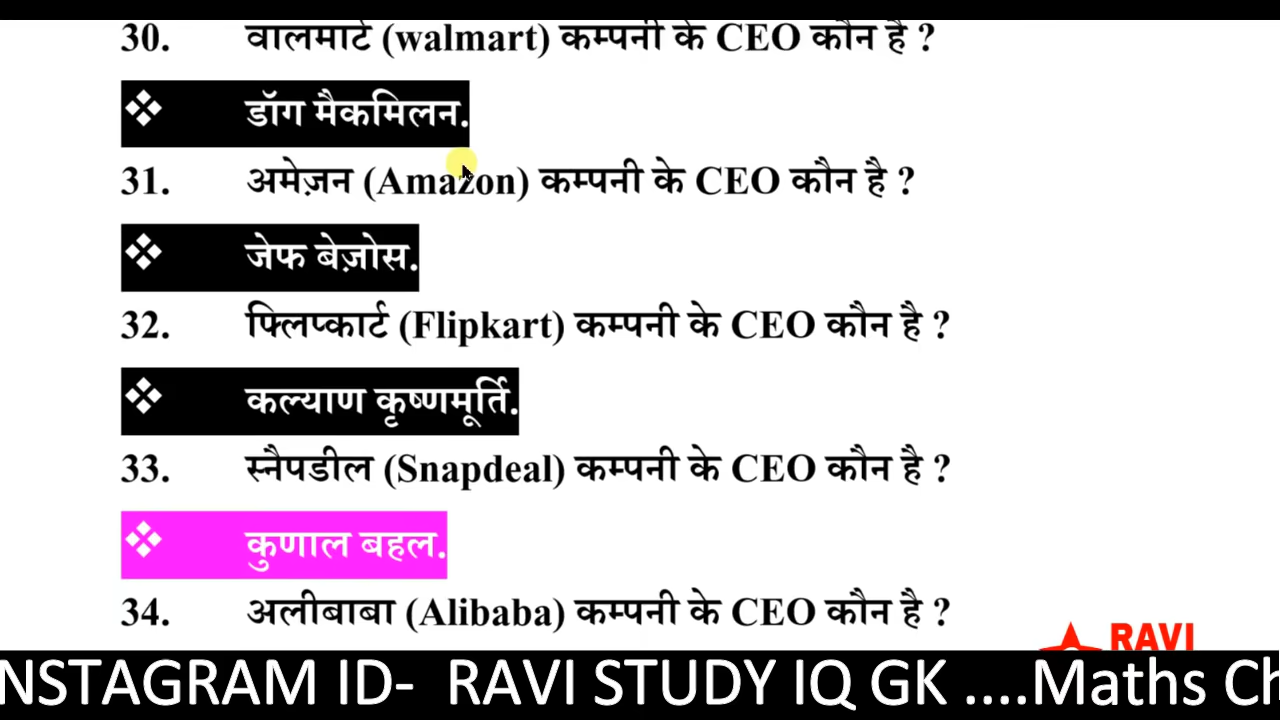 30. वालमार्ट (walmart) कम्पनी के CEO कौन है ?
❖ डॉग मैकमिलन.
31. अमेज़न (Amazon) कम्पनी के CEO कौन है ?
❖ जेफ बेज़ोस.
32. फ्लिप्कार्ट (Flipkart) कम्पनी के CEO कौन है ?
❖ कल्याण कृष्णमूर्ति.
33. स्नैपडील (Snapdeal) कम्पनी के CEO कौन है ?
❖ कुणाल बहल.
34. अलीबाबा (Alibaba) कम्पनी के CEO कौन है ?
RAVI
NSTAGRAM ID- RAVI STUDY IQ GK ....Maths Ch